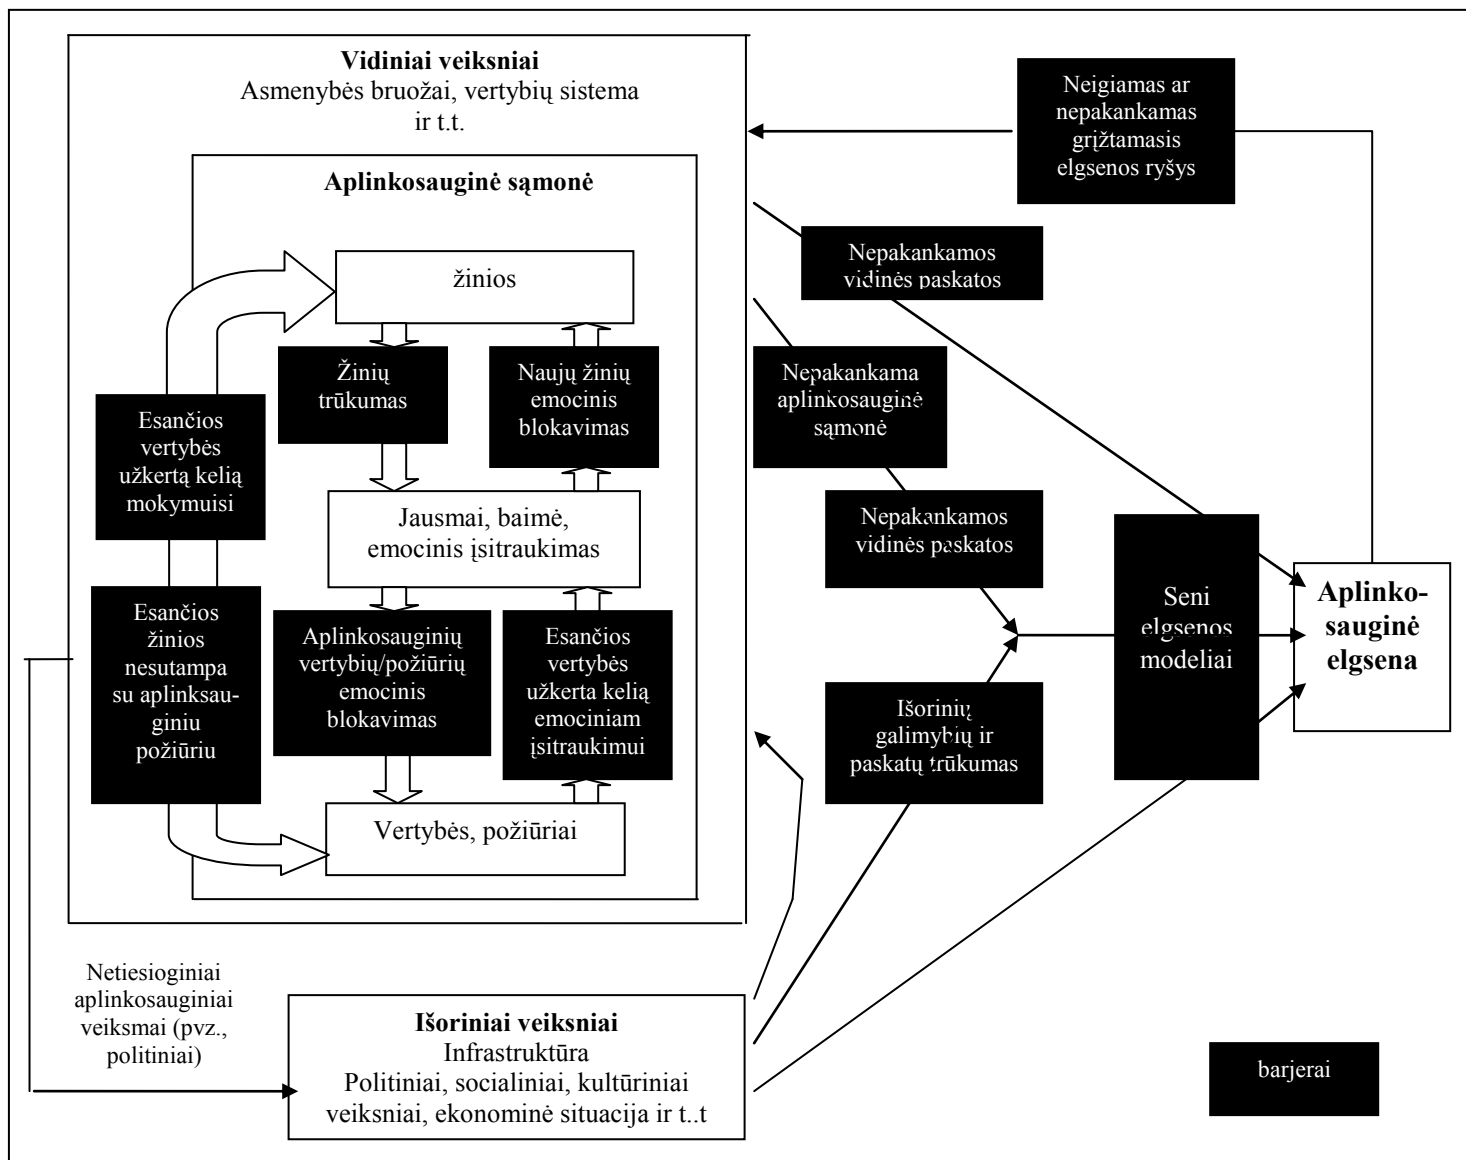 Vidiniai veiksniai
Asmenybės bruožai, vertybių sistema
ir t.t.
Aplinkosauginė sąmonė
žinios
Žinių
trūkumas
Naujų žinių
emocinis
blokavimas
Esančios
vertybės
užkertą kelią
mokymuisi
Jausmai, baimė,
emocinis įsitraukimas
Esančios
žinios
nesutampa
su aplinksau-
giniu
požiūriu
Aplinkosauginių
vertybių/požiūrių
emocinis
blokavimas
Esančios
vertybės
užkerta kelią
emociniam
įsitraukimui
Vertybės, požiūriai
Neigiamas ar
nepakankamas
grįžtamasis
elgsenos ryšys
Nepakankamos
vidinės paskatos
Nepakankama
aplinkosauginė
sąmonė
Nepakankamos
vidinės paskatos
Išorinių
galimybių ir
paskatų trūkumas
Seni
elgsenos
modeliai
Aplinko-
sauginė
elgsena
Netiesioginiai
aplinkosauginiai
veiksmai (pvz.,
politiniai)
Išoriniai veiksniai
Infrastruktūra
Politiniai, socialiniai, kultūriniai
veiksniai, ekonominė situacija ir t..t
barjerai